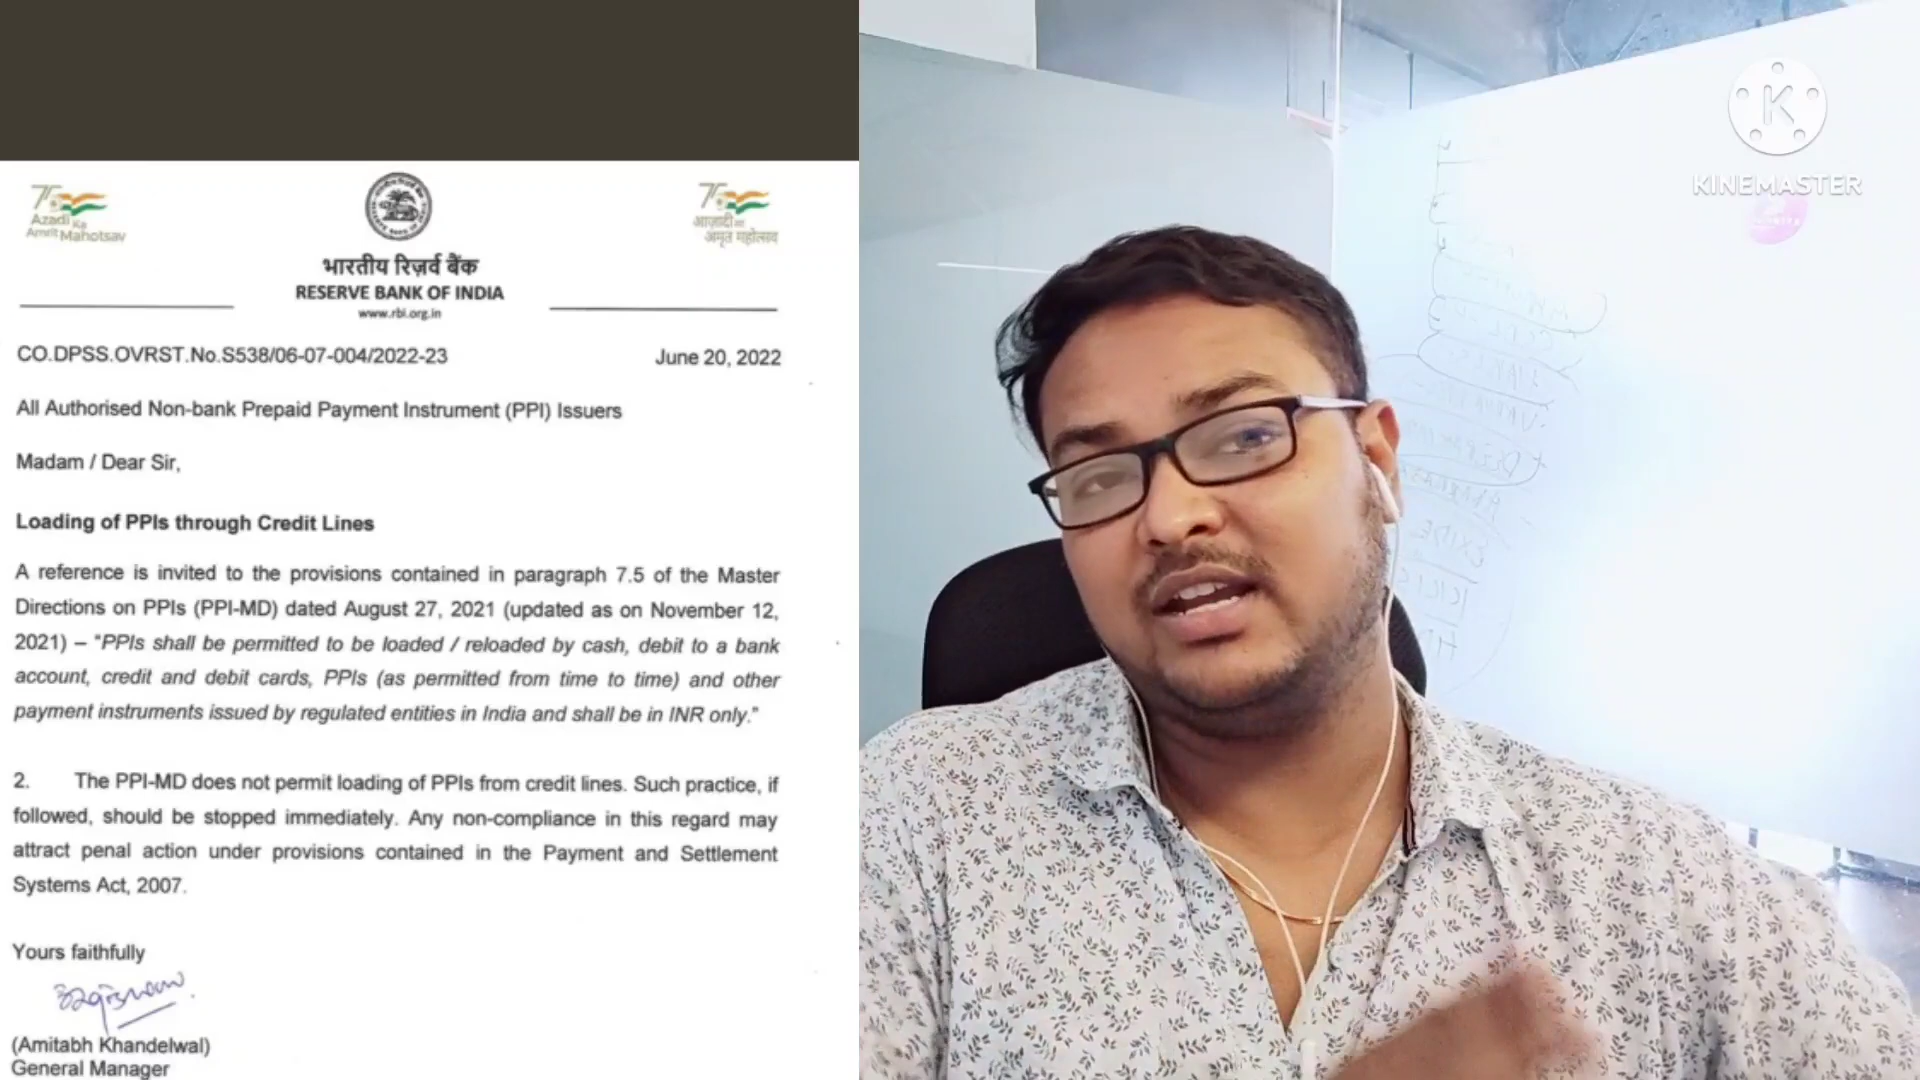 75
Azadi Ka
Amrit Mahotsav
75
आज़ादी का
अमृत महोत्सव
भारतीय रिज़र्व बैंक
RESERVE BANK OF INDIA
www.rbi.org.in
CO.DPSS.OVRST.No.S538/06-07-004/2022-23 June 20, 2022
All Authorised Non-bank Prepaid Payment Instrument (PPI) Issuers
Madam / Dear Sir,
Loading of PPIs through Credit Lines
A reference is invited to the provisions contained in paragraph 7.5 of the Master
Directions on PPIs (PPI-MD) dated August 27, 2021 (updated as on November 12,
2021) – "PPIs shall be permitted to be loaded / reloaded by cash, debit to a bank
account, credit and debit cards, PPIs (as permitted from time to time) and other
payment instruments issued by regulated entities in India and shall be in INR only."
2. The PPI-MD does not permit loading of PPIs from credit lines. Such practice, if
followed, should be stopped immediately. Any non-compliance in this regard may
attract penal action under provisions contained in the Payment and Settlement
Systems Act, 2007.
Yours faithfully
(Amitabh Khandelwal)
General Manager
K
KINEMASTER
EXIDE
ICICI